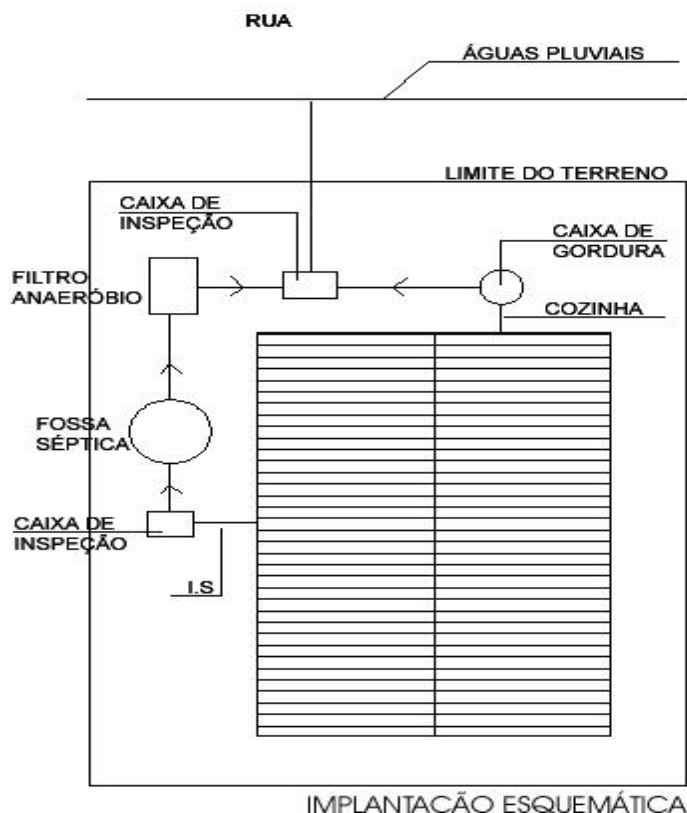 RUA
ÁGUAS PLUVIAIS
LIMITE DO TERRENO
CAIXA DE
INSPEÇÃO
CAIXA DE
GORDURA
FILTRO
ANAERÓBIO
COZINHA
FOSSA
SÉPTICA
CAIXA DE
INSPEÇÃO
I.S
IMPLANTACÃO ESQUEMÁTICA